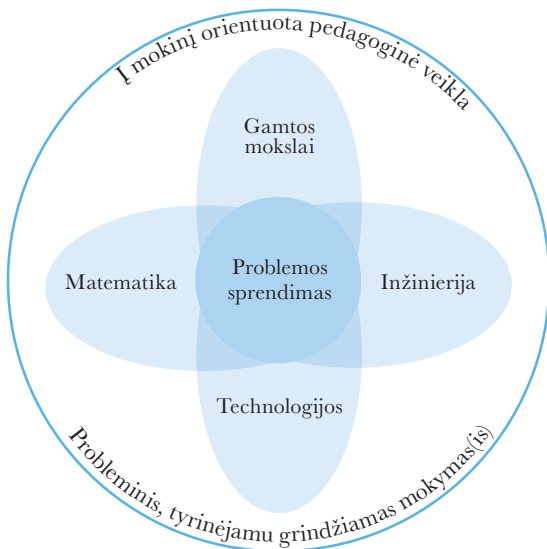 Į mokinį orientuota pedagoginė veikla
Gamtos
mokslai
Matematika
Problemos
sprendimas
Inžinierija
Technologijos
Probleminis, tyrinėjamu grindžiamas mokymas(is)